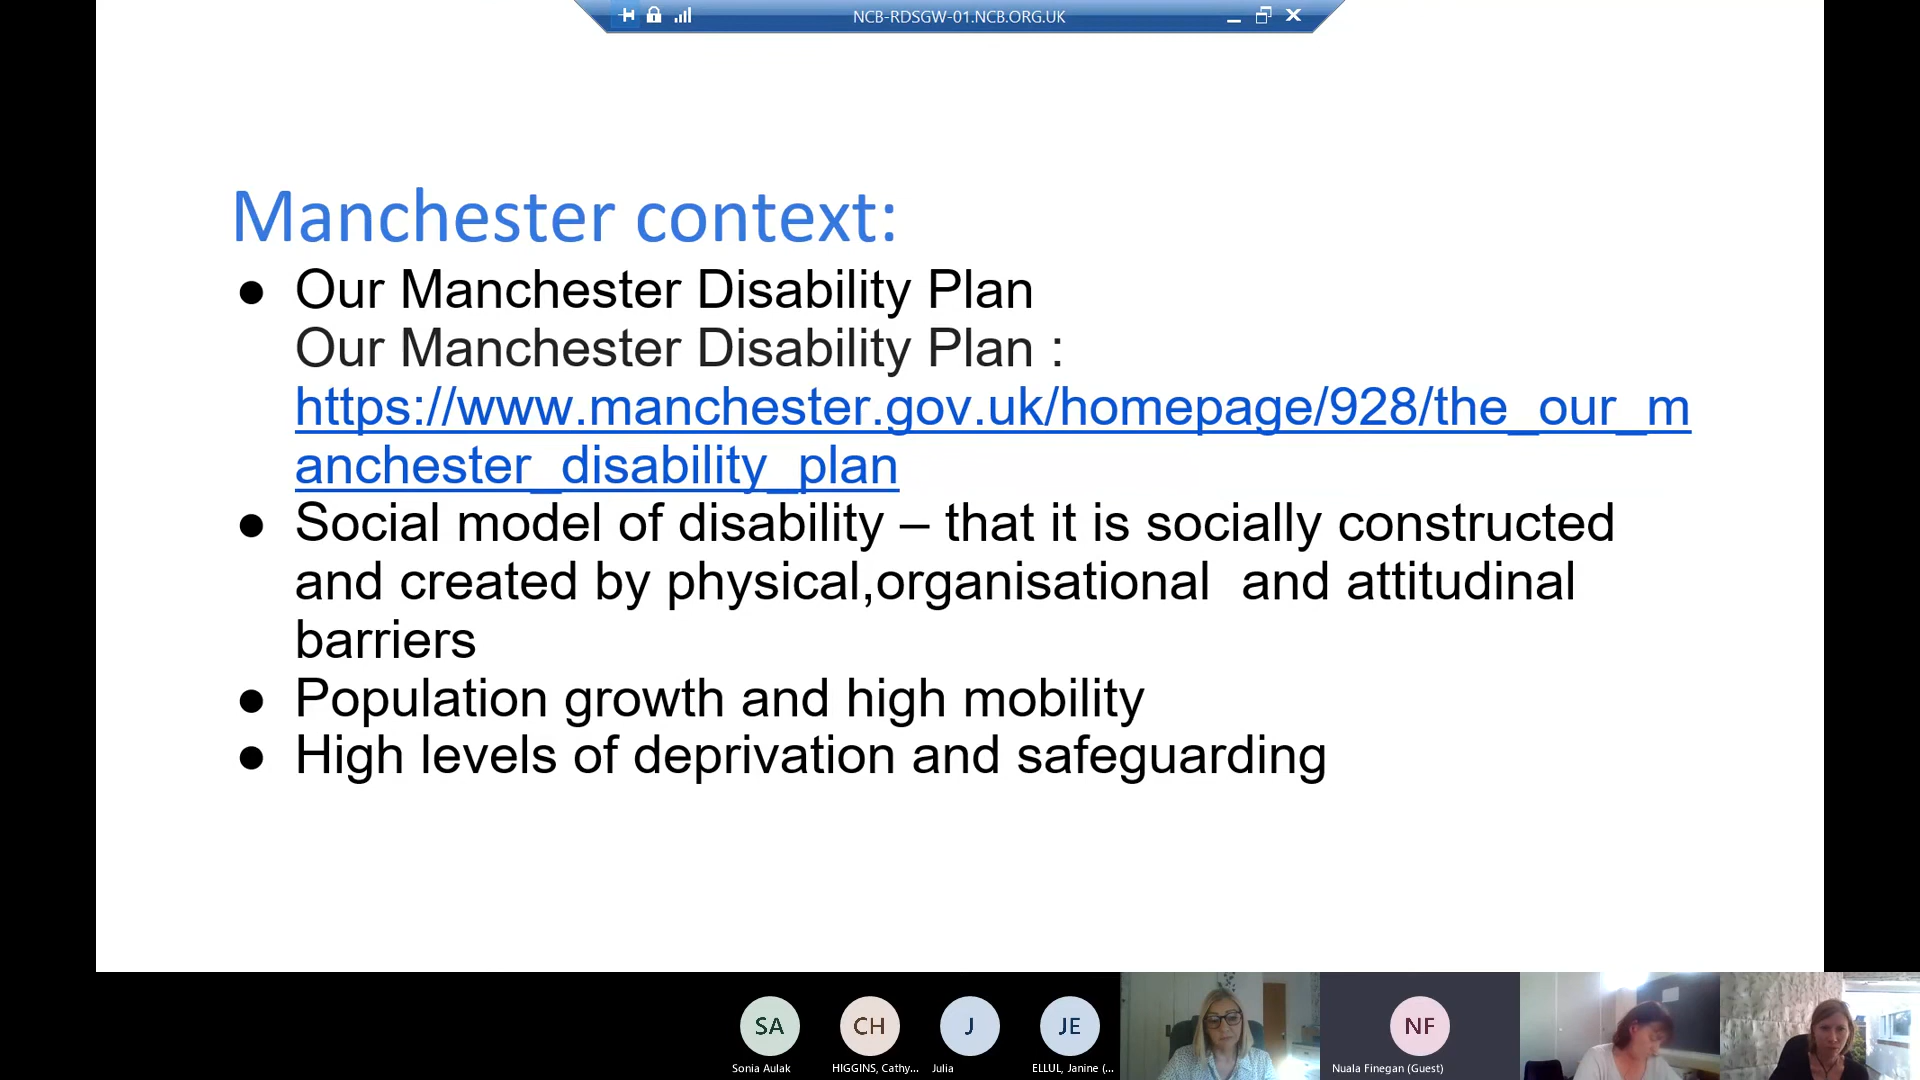 NCB-RDSGW-01.NCB.ORG.UK
Manchester context:
● Our Manchester Disability Plan
Our Manchester Disability Plan :
https://www.manchester.gov.uk/homepage/928/the_our_m
anchester_disability_plan
● Social model of disability – that it is socially constructed
and created by physical,organisational  and attitudinal
barriers
● Population growth and high mobility
● High levels of deprivation and safeguarding
SA
CH
J
JE
NF
Sonia Aulak
HIGGINS, Cathy...
Julia
ELLUL, Janine (...
Nuala Finegan (Guest)